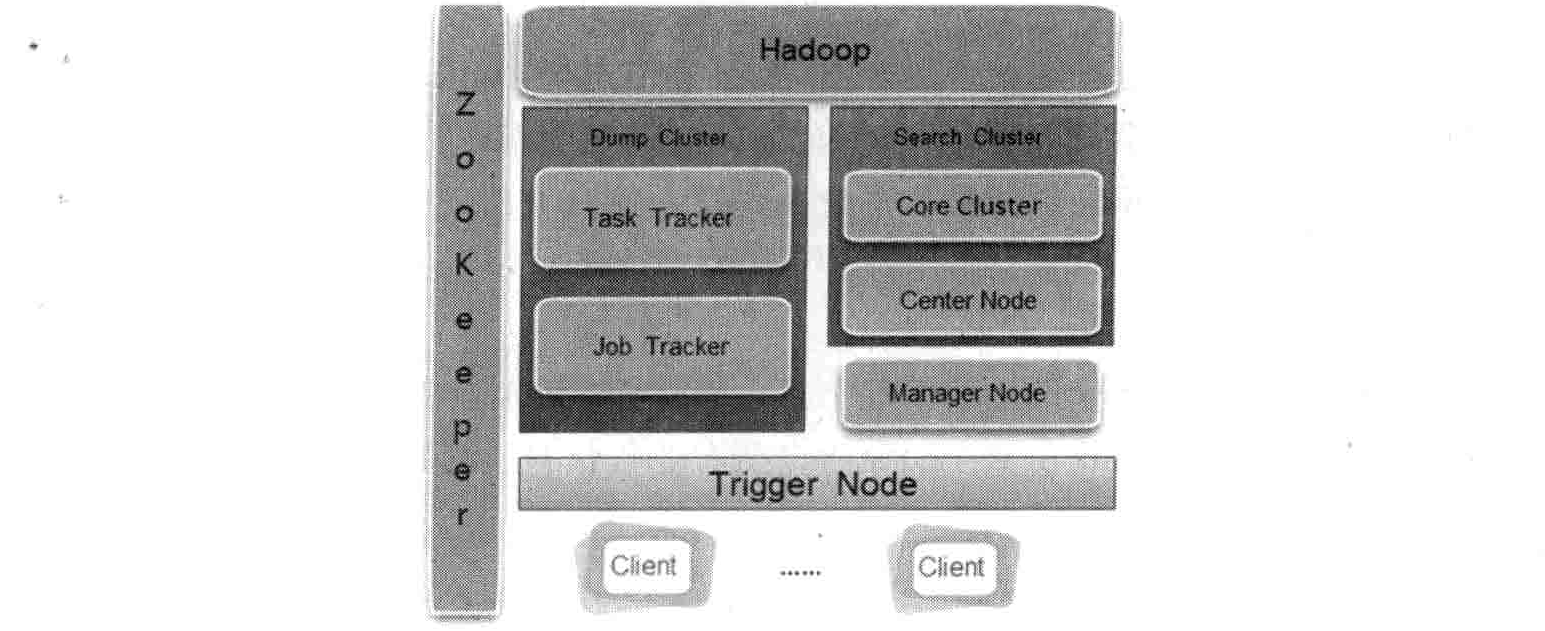 ZooKeeper
Hadoop
Dump Cluster
Task Tracker
Job Tracker
Search Cluster
Core Cluster
Center Node
Manager Node
Trigger Node
Client
......
Client